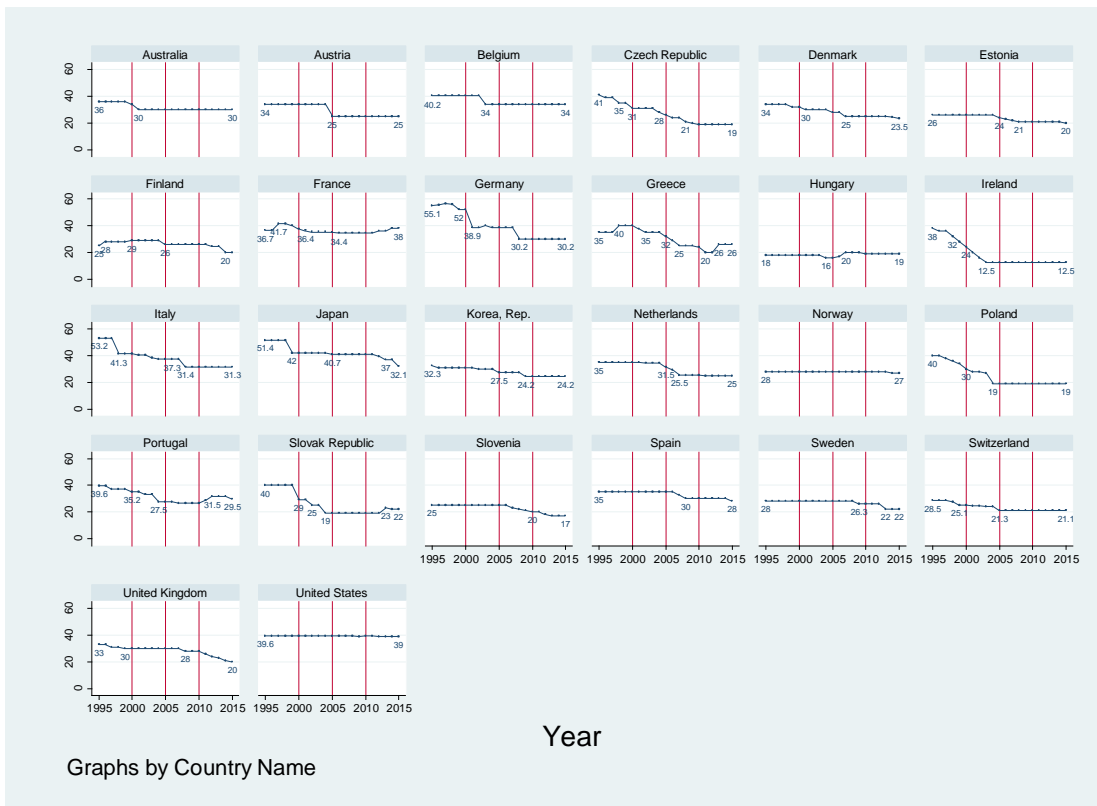 Australia Austria Belgium Czech Republic Denmark Estonia
60
40
20
0
36 30 30
34 25 25
40.2 34 34
41 35 31 28 21 19
34 30 25 23.5
26 24 21 20
Finland France Germany Greece Hungary Ireland
60
40
20
0
25 28 29 26 20
36.7 41.7 36.4 34.4 38
55.1 52 38.9 30.2 30.2
35 40 35 32 25 20 26 26
18 16 20 19
38 32 24 12.5 12.5
Italy Japan Korea, Rep. Netherlands Norway Poland
60
40
20
0
53.2 41.3 37.3 31.4 31.3
51.4 42 40.7 37 32.1
32.3 27.5 24.2 24.2
35 31.5 25.5 25
28 27
40 30 19 19
Portugal Slovak Republic Slovenia Spain Sweden Switzerland
60
40
20
0
39.6 35.2 27.5 31.5 29.5
40 29 25 19 23 22
25 20 17
35 30 28
28 26.3 22 22
28.5 25.1 21.3 21.1
1995 2000 2005 2010 2015 1995 2000 2005 2010 2015 1995 2000 2005 2010 2015 1995 2000 2005 2010 2015
United Kingdom United States
60
40
20
0
33 30 28 20
39.6 39
1995 2000 2005 2010 2015 1995 2000 2005 2010 2015
Year
Graphs by Country Name